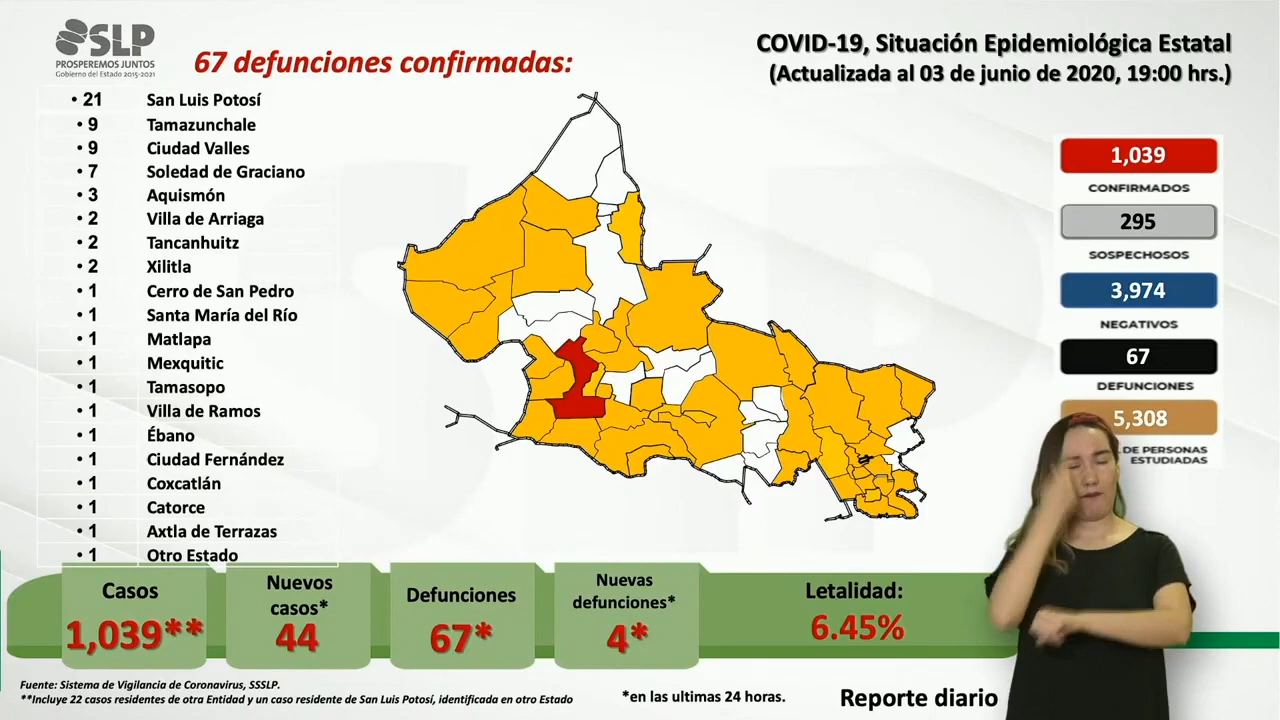 SLP
PROSPEREMOS JUNTOS
Gobierno del Estado 2015-2021
67 defunciones confirmadas:
COVID-19, Situación Epidemiológica Estatal
(Actualizada al 03 de junio de 2020, 19:00 hrs.)
• 21 San Luis Potosí
• 9 Tamazunchale
• 9 Ciudad Valles
• 7 Soledad de Graciano
• 3 Aquismón
• 2 Villa de Arriaga
• 2 Tancanhuitz
• 2 Xilitla
• 1 Cerro de San Pedro
• 1 Santa María del Río
• 1 Matlapa
• 1 Mexquitic
• 1 Tamasopo
• 1 Villa de Ramos
• 1 Ébano
• 1 Ciudad Fernández
• 1 Coxcatlán
• 1 Catorce
• 1 Axtla de Terrazas
• 1 Otro Estado
1,039
CONFIRMADOS
295
SOSPECHOSOS
3,974
NEGATIVOS
67
DEFUNCIONES
5,308
DE PERSONAS
ESTUDIADAS
Casos
1,039**
Nuevos
casos*
44
Defunciones
67*
Nuevas
defunciones*
4*
Letalidad:
6.45%
Fuente: Sistema de Vigilancia de Coronavirus, SSSLP.
**Incluye 22 casos residentes de otra Entidad y un caso residente de San Luis Potosí, identificada en otro Estado
*en las ultimas 24 horas.
Reporte diario